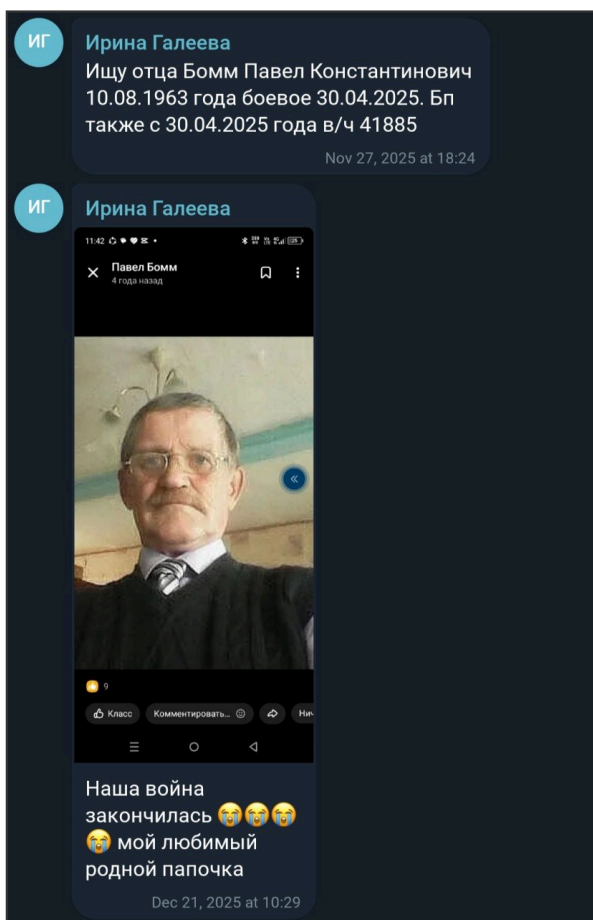 ИГ
Ирина Галеева
Ищу отца Бомм Павел Константинович
10.08.1963 года боевое 30.04.2025. Бп
также с 30.04.2025 года в/ч 41885
Nov 27, 2025 at 18:24
ИГ
Ирина Галеева
11:42
Павел Бомм
4 года назад
9
Класс
Комментировать...
Нич
Наша война
закончилась 😭😭😭
😭 мой любимый
родной папочка
Dec 21, 2025 at 10:29